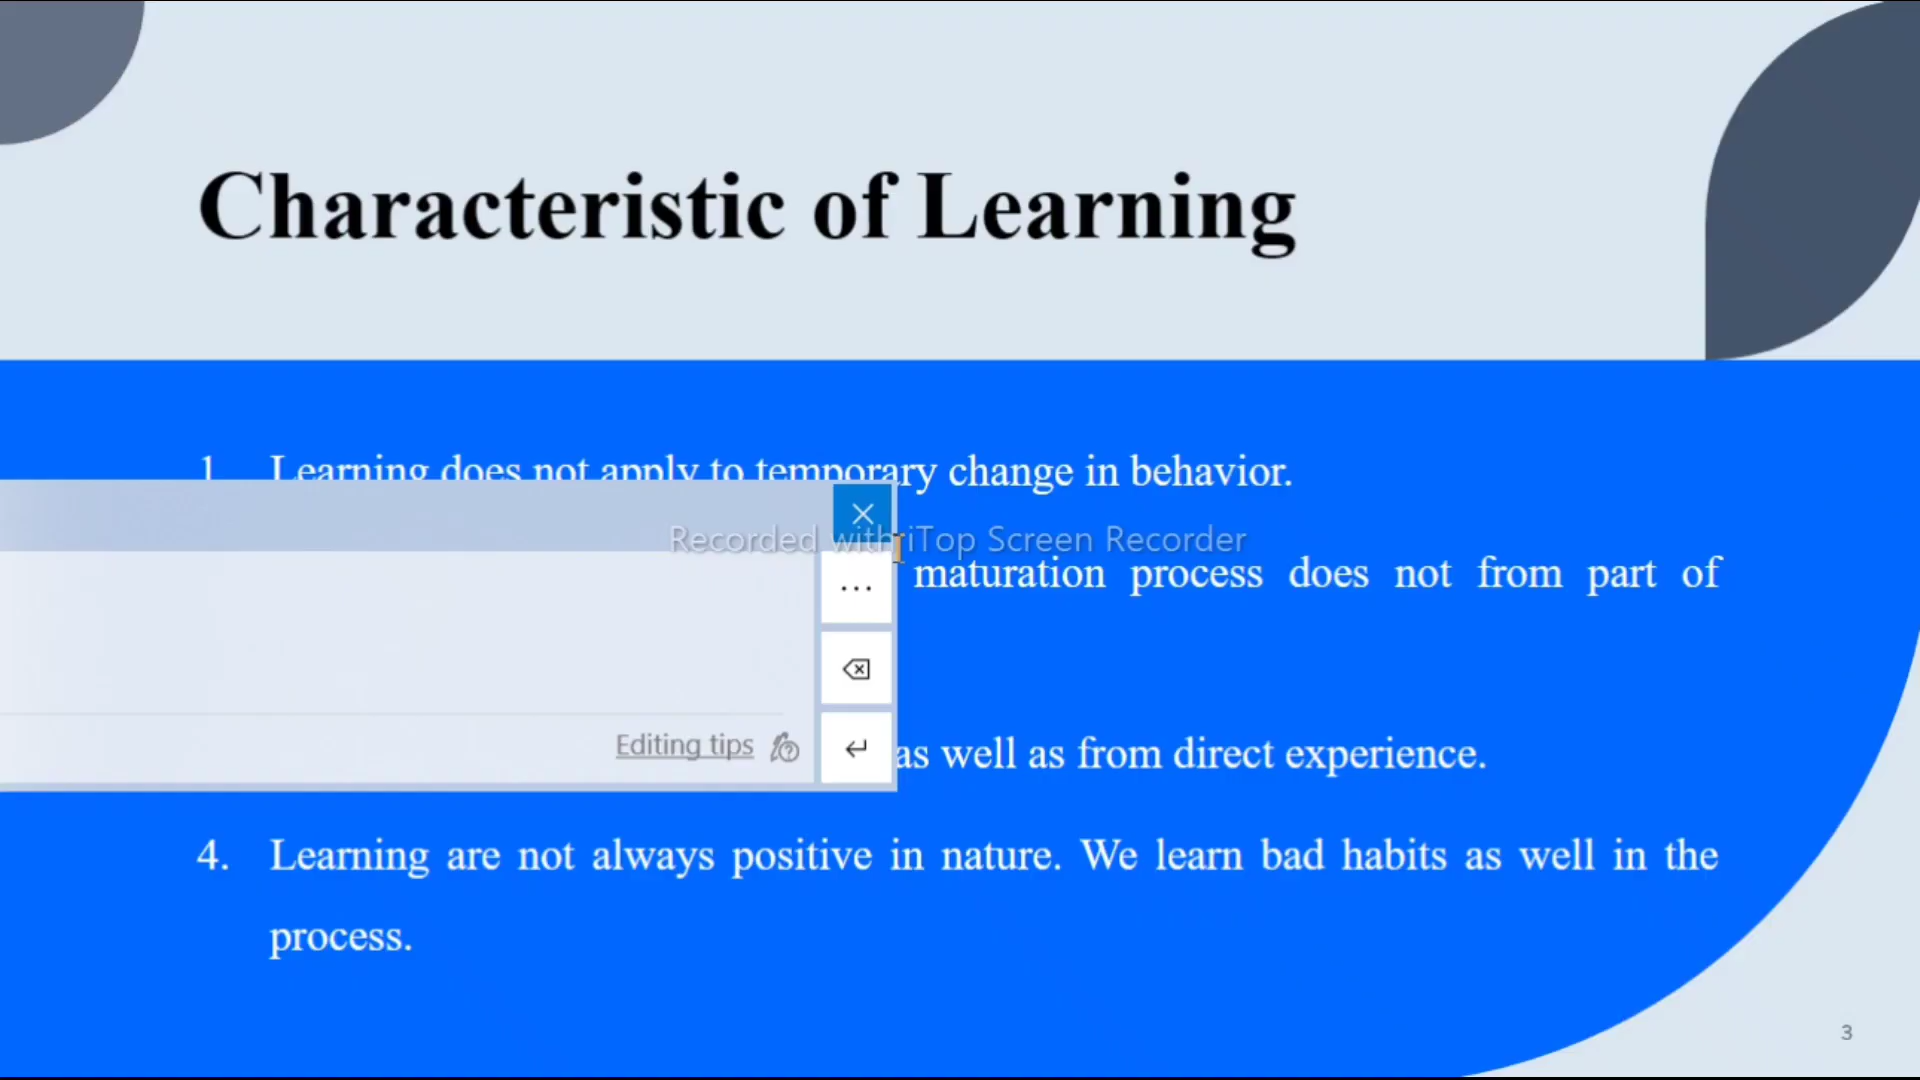 Characteristic of Learning
1. Learning does not apply to temporary change in behavior.
Recorded with iTop Screen Recorder
maturation process does not from part of
Editing tips
as well as from direct experience.
4. Learning are not always positive in nature. We learn bad habits as well in the
process.
3